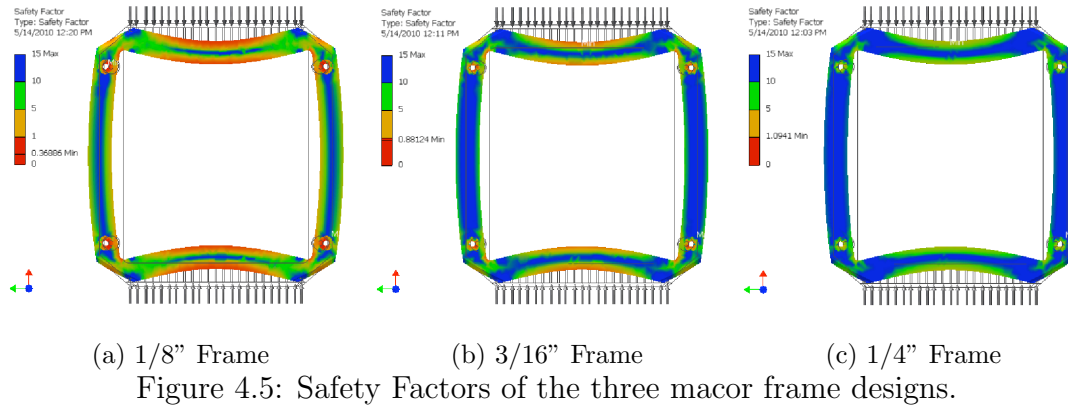 Safety Factor
Type: Safety Factor
5/14/2010 12:20 PM
15 Max
10
5
1
0.36886 Min
0
Safety Factor
Type: Safety Factor
5/14/2010 12:11 PM
15 Max
10
5
1
0.88124 Min
0
Safety Factor
Type: Safety Factor
5/14/2010 12:03 PM
15 Max
10
5
1.0941 Min
0
(a) 1/8” Frame
(b) 3/16” Frame
(c) 1/4” Frame
Figure 4.5: Safety Factors of the three macor frame designs.